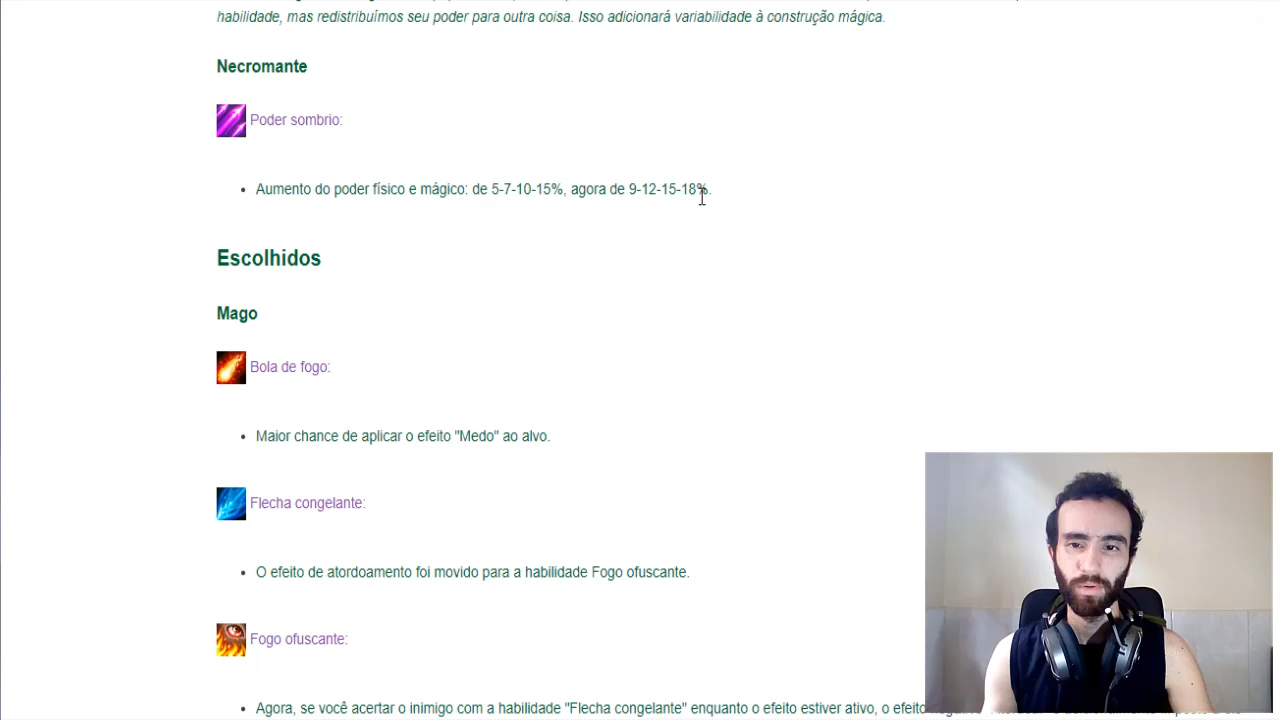 habilidade, mas redistribuímos seu poder para outra coisa. Isso adicionará variabilidade à construção mágica.
Necromante
Poder sombrio:
• Aumento do poder físico e mágico: de 5-7-10-15%, agora de 9-12-15-18%.
Escolhidos
Mago
Bola de fogo:
• Maior chance de aplicar o efeito "Medo" ao alvo.
Flecha congelante:
• O efeito de atordoamento foi movido para a habilidade Fogo ofuscante.
Fogo ofuscante:
• Agora, se você acertar o inimigo com a habilidade "Flecha congelante" enquanto o efeito estiver ativo, o efeito